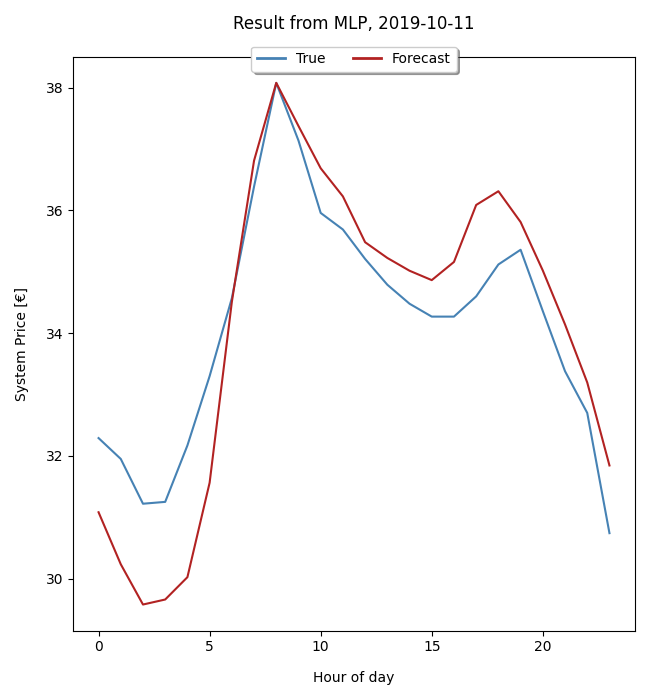 Result from MLP, 2019-10-11
True Forecast
38
36
34
32
30
System Price [€]
0 5 10 15 20
Hour of day